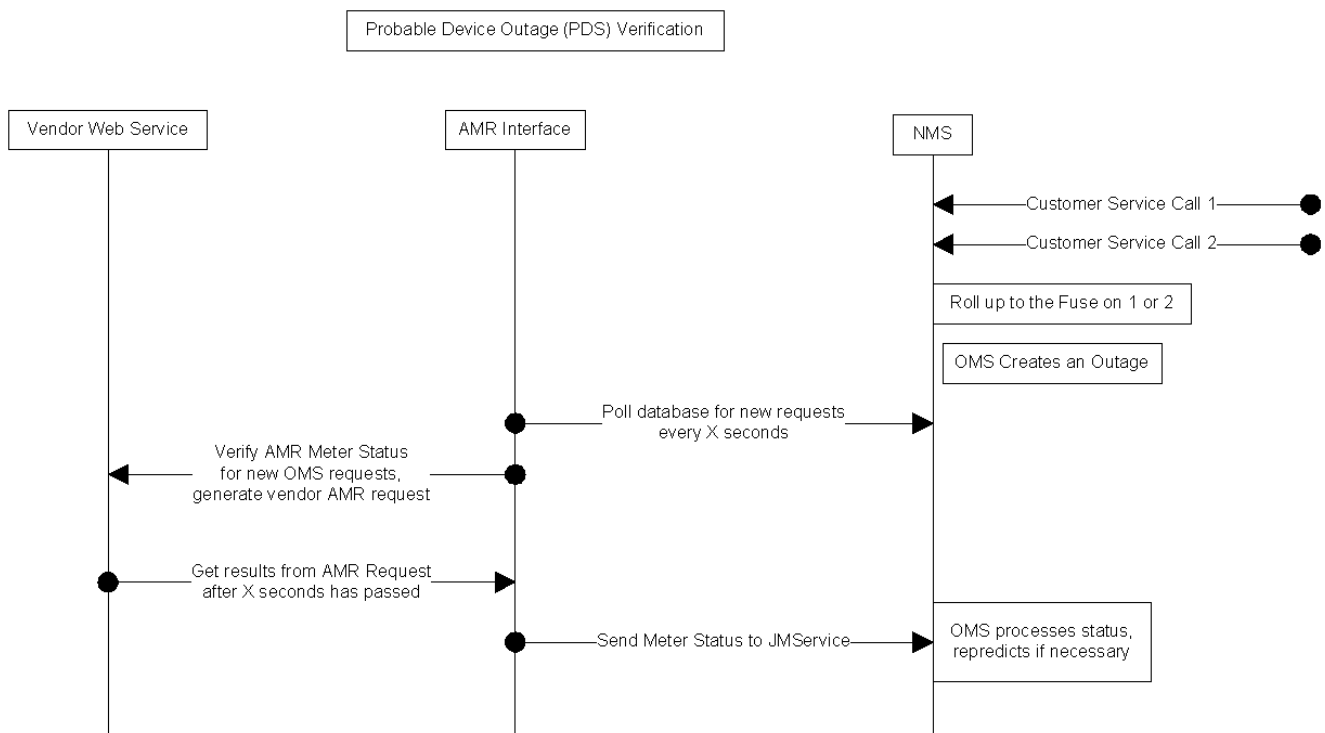 Probable Device Outage (PDS) Verification
Vendor Web Service
AMR Interface
NMS
Customer Service Call 1
Customer Service Call 2
Roll up to the Fuse on 1 or 2
OMS Creates an Outage
Poll database for new requests
every X seconds
Verify AMR Meter Status
for new OMS requests,
generate vendor AMR request
Get results from AMR Request
after X seconds has passed
Send Meter Status to JMService
OMS processes status,
repredicts if necessary